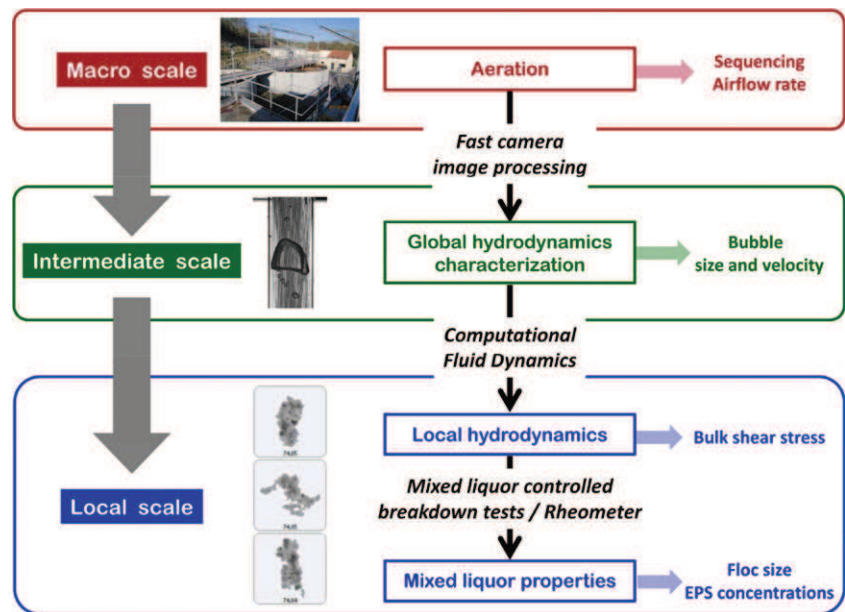 Macro scale
Aeration
Sequencing
Airflow rate
Fast camera
image processing
Intermediate scale
Global hydrodynamics
characterization
Bubble
size and velocity
Computational
Fluid Dynamics
Local hydrodynamics
Bulk shear stress
Mixed liquor controlled
breakdown tests / Rheometer
Local scale
Mixed liquor properties
Floc size
EPS concentrations